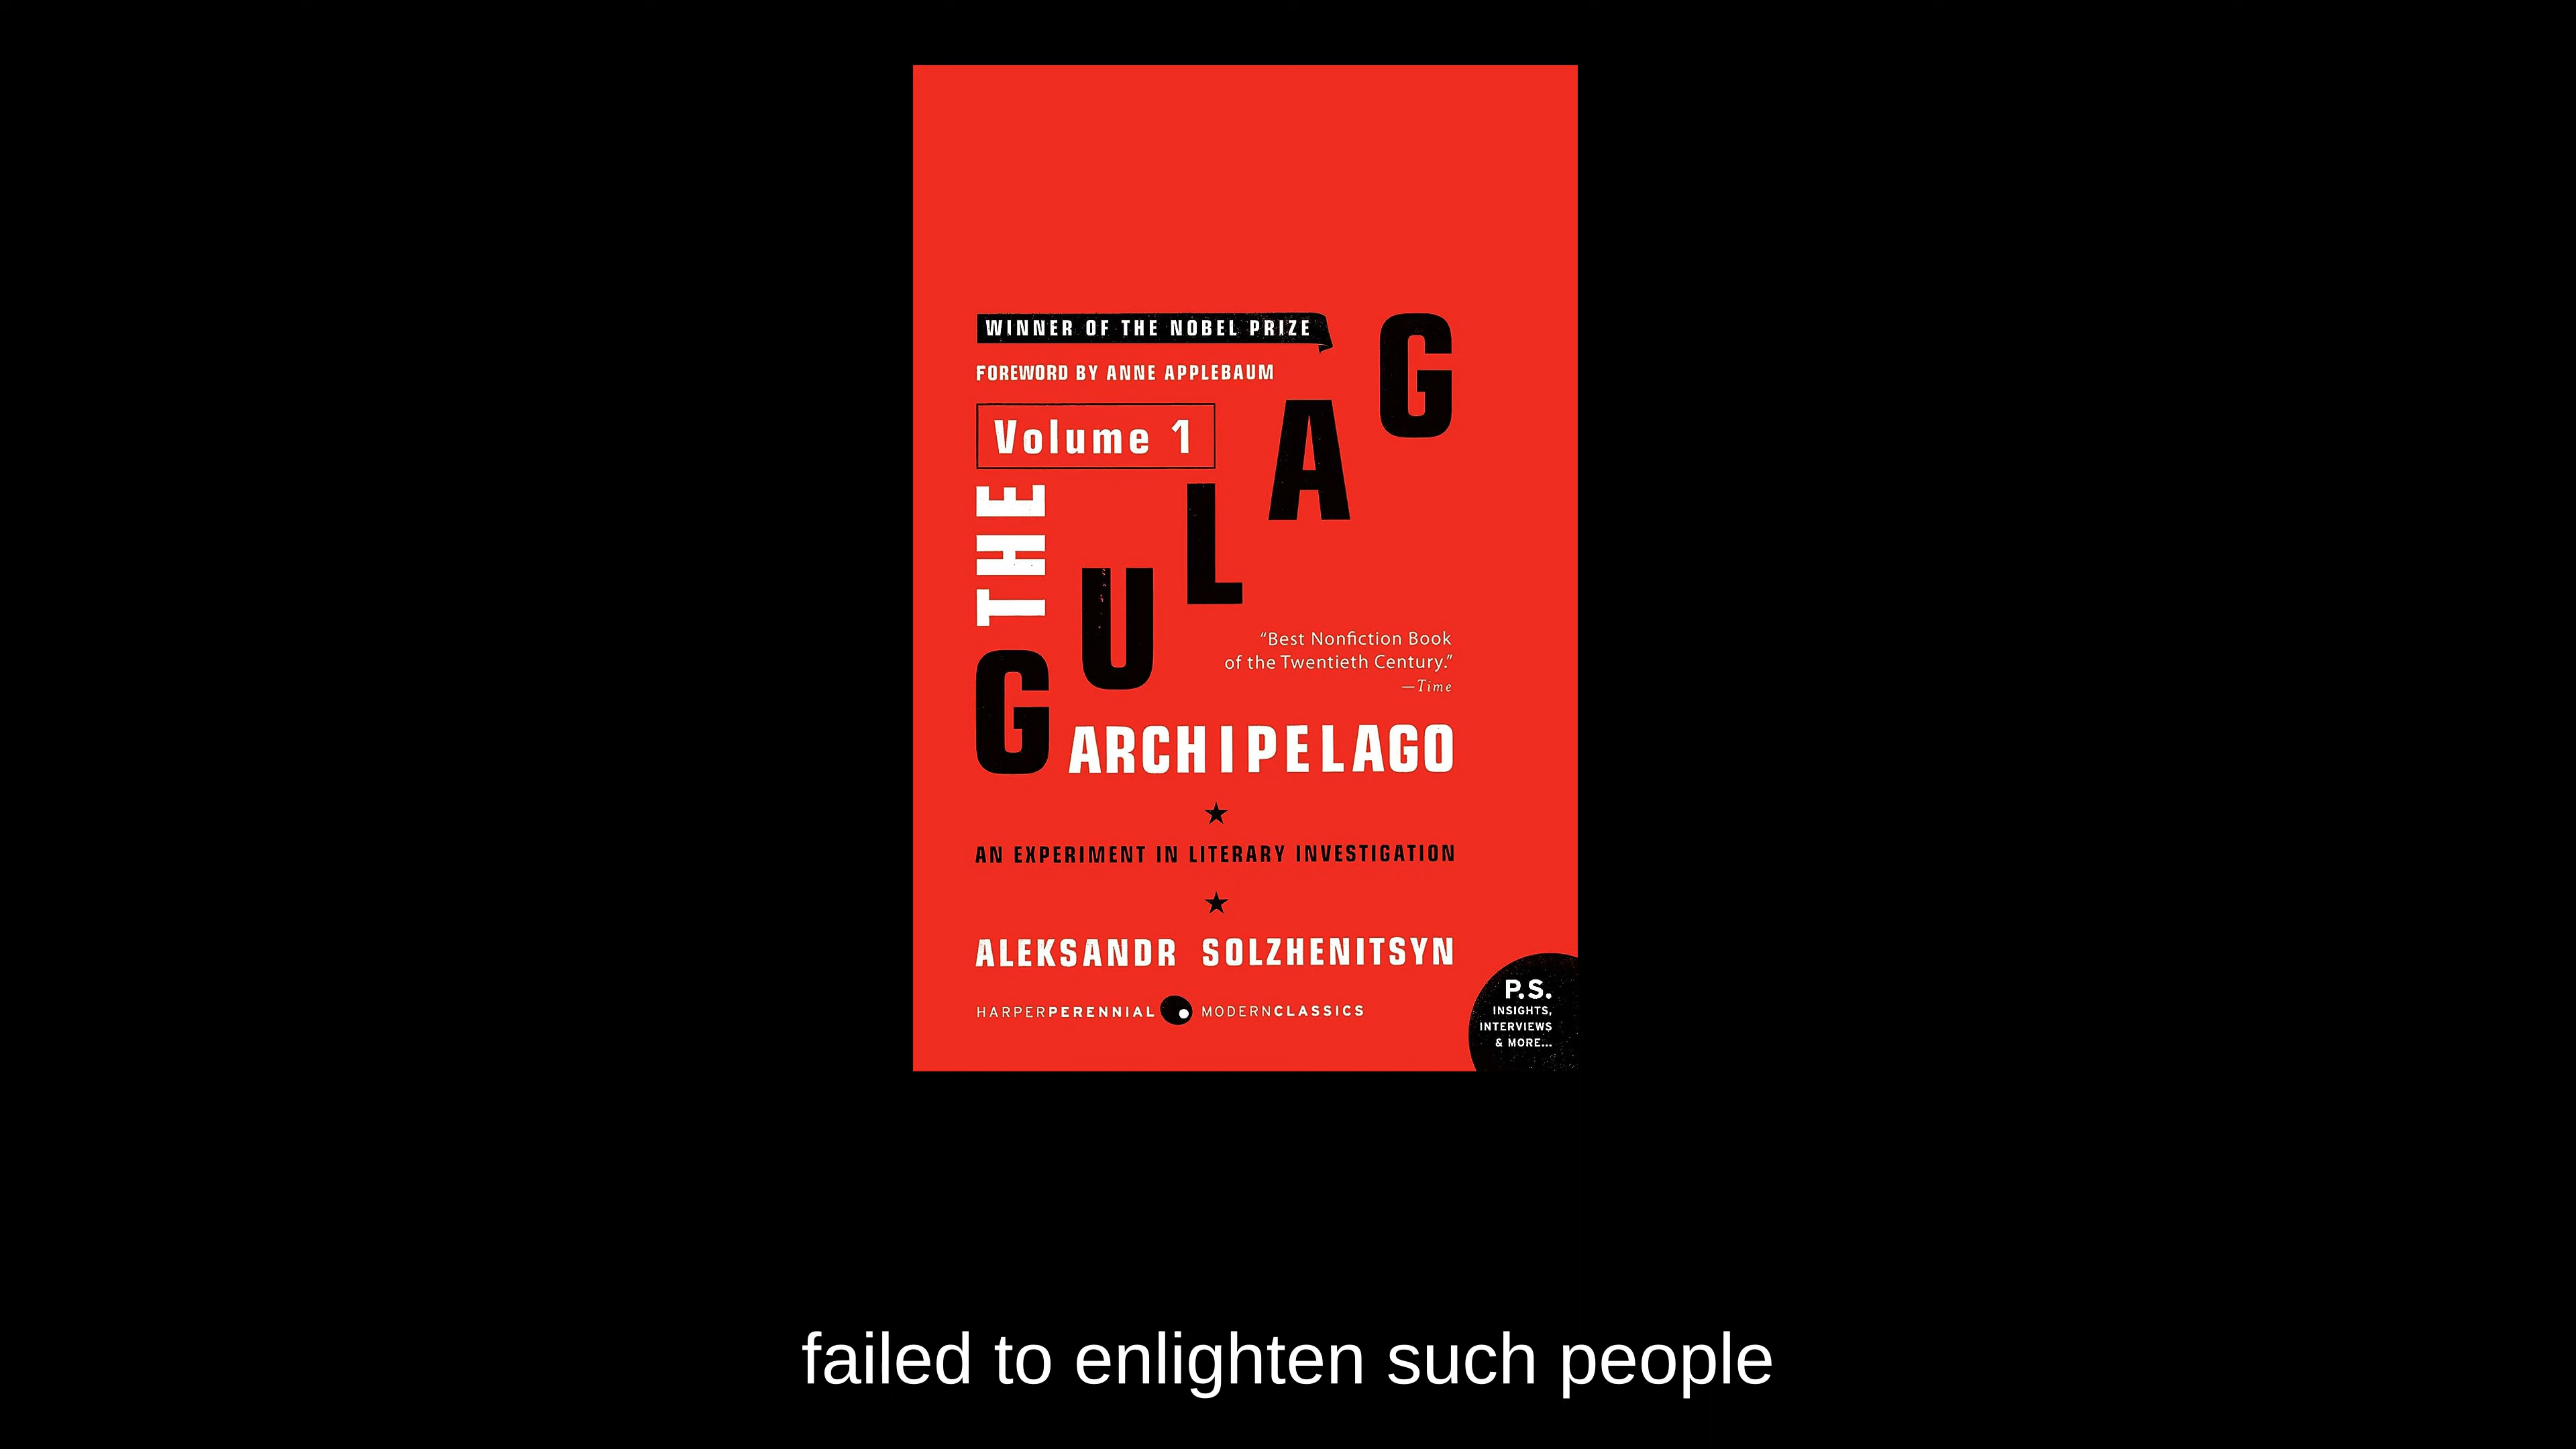 WINNER OF THE NOBEL PRIZE
FOREWORD BY ANNE APPLEBAUM
Volume 1
THE
GULAG
ARCHIPELAGO
“Best Nonfiction Book
of the Twentieth Century.”
—Time
AN EXPERIMENT IN LITERARY INVESTIGATION
ALEKSANDR SOLZHENITSYN
HARPERPERENNIAL MODERNCLASSICS
P.S.
INSIGHTS,
INTERVIEWS
& MORE...
failed to enlighten such people